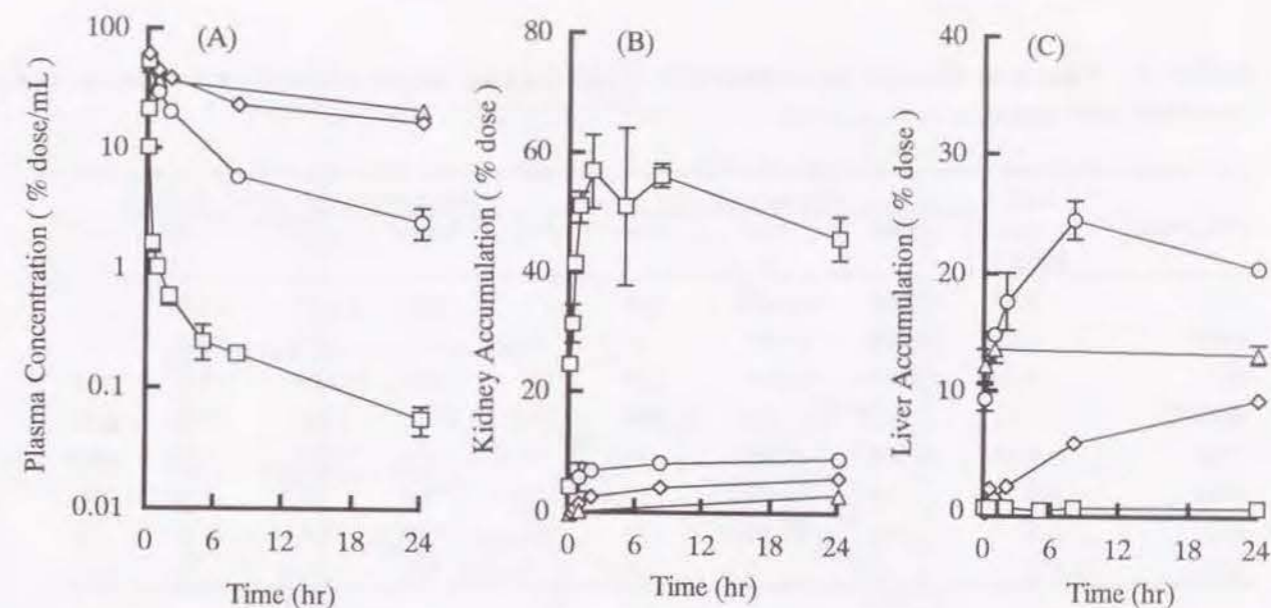 (A)
Plasma Concentration ( % dose/mL)
100
10
1
0.1
0.01
0 6 12 18 24
Time (hr)
(B)
Kidney Accumulation ( % dose )
80
60
40
20
0
0 6 12 18 24
Time (hr)
(C)
Liver Accumulation ( % dose )
40
30
20
10
0
0 6 12 18 24
Time (hr)